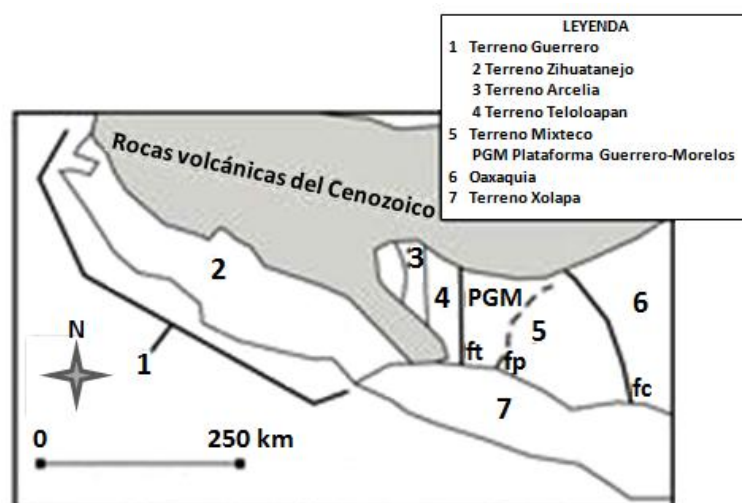 LEYENDA
1 Terreno Guerrero
2 Terreno Zihuatanejo
3 Terreno Arcelia
4 Terreno Teloloapan
5 Terreno Mixteco
PGM Plataforma Guerrero-Morelos
6 Oaxaquia
7 Terreno Xolapa
Rocas volcánicas del Cenozoico
2
3
4
PGM
5
6
ft
fp
fc
N
1
7
0 250 km